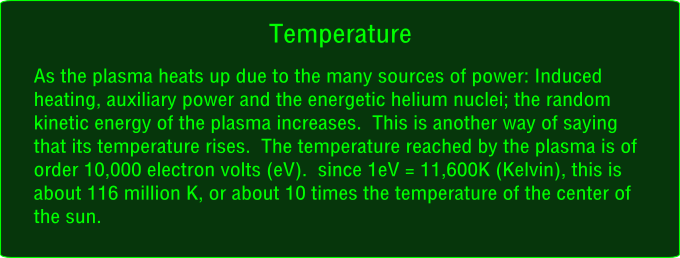 Temperature
As the plasma heats up due to the many sources of power: Induced
heating, auxiliary power and the energetic helium nuclei; the random
kinetic energy of the plasma increases.  This is another way of saying
that its temperature rises.  The temperature reached by the plasma is of
order 10,000 electron volts (eV).  since 1eV = 11,600K (Kelvin), this is
about 116 million K, or about 10 times the temperature of the center of
the sun.